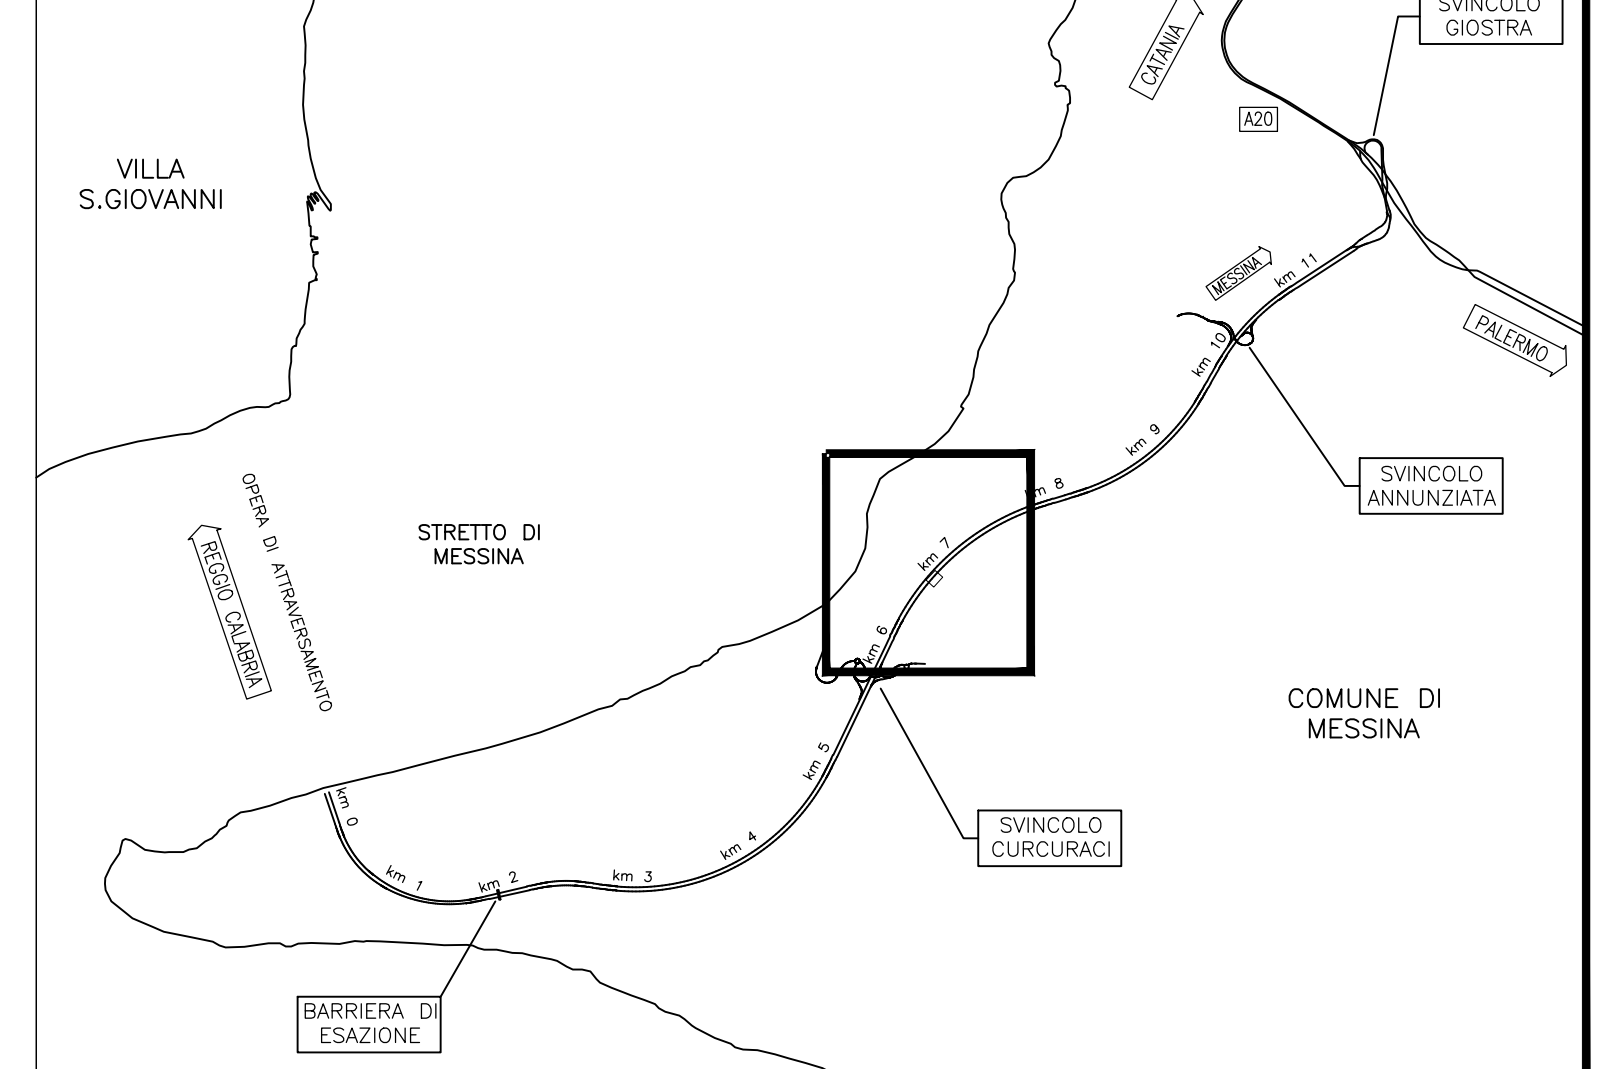 SVINCOLO
GIOSTRA
CATANIA
A20
VILLA
S.GIOVANNI
MESSINA
km 11
PALERMO
km 10
km 9
SVINCOLO
ANNUNZIATA
km 8
OPERA DI ATTRAVERSAMENTO
STRETTO DI
MESSINA
REGGIO CALABRIA
km 7
km 6
COMUNE DI
MESSINA
km 5
km 0
SVINCOLO
CURCURACI
km 4
km 3
km 2
km 1
BARRIERA DI
ESAZIONE